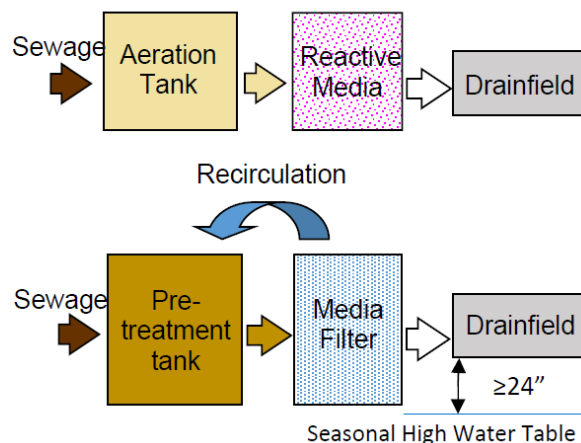 Sewage
Aeration
Tank
Reactive
Media
Drainfield
Recirculation
Sewage
Pre-
treatment
tank
Media
Filter
Drainfield
≥24”
Seasonal High Water Table